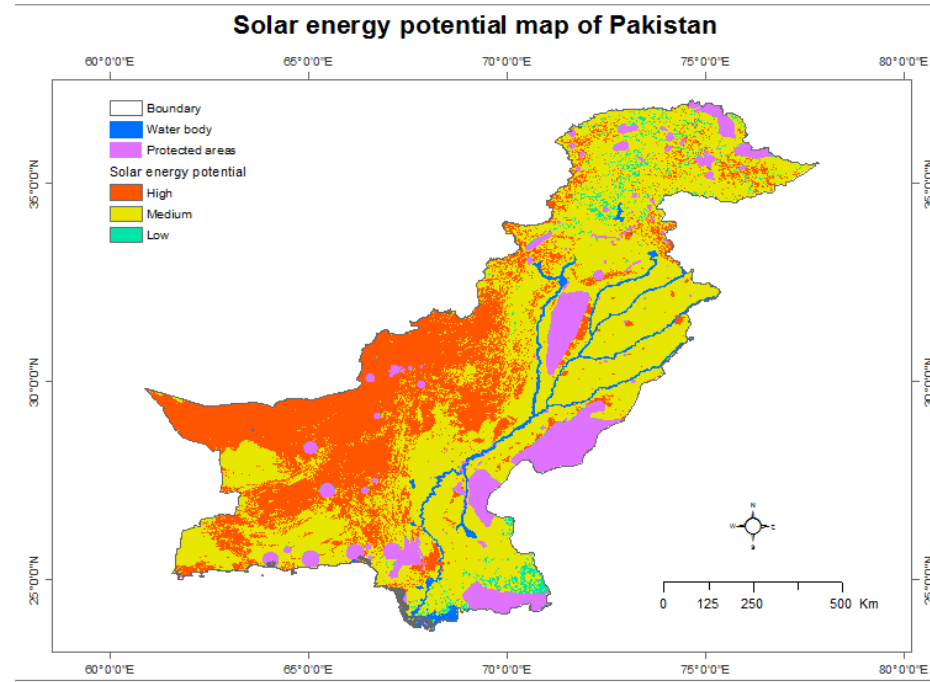 Solar energy potential map of Pakistan
60°0'0"E 65°0'0"E 70°0'0"E 75°0'0"E 80°0'0"E
Boundary
Water body
Protected areas
Solar energy potential
High
Medium
Low
35°0'0"N 35°0'0"N
30°0'0"N 30°0'0"N
N
W E
S
25°0'0"N 25°0'0"N
0 125 250 500 Km
60°0'0"E 65°0'0"E 70°0'0"E 75°0'0"E 80°0'0"E